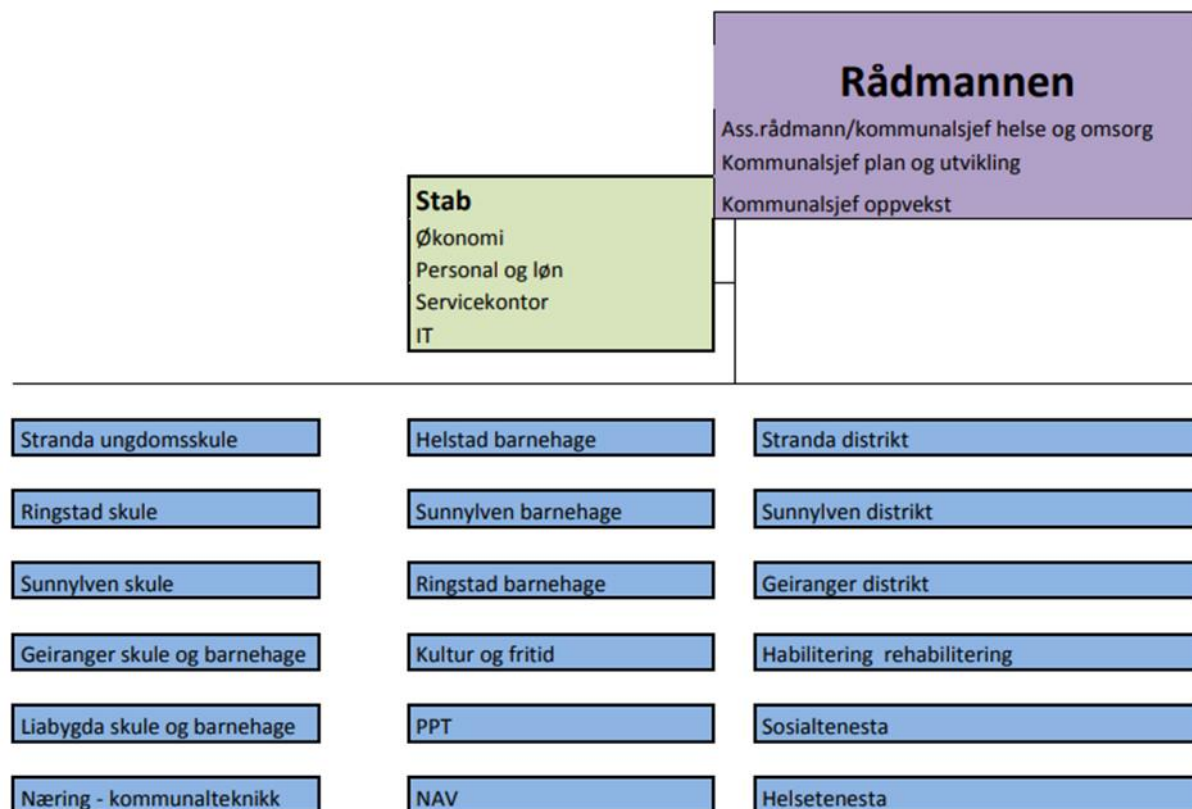 Rådmannen
Ass.rådmann/kommunalsjef helse og omsorg
Kommunalsjef plan og utvikling
Kommunalsjef oppvekst
Stab
Økonomi
Personal og løn
Servicekontor
IT
Stranda ungdomsskule
Helstad barnehage
Stranda distrikt
Ringstad skule
Sunnylven barnehage
Sunnylven distrikt
Sunnylven skule
Ringstad barnehage
Geiranger distrikt
Geiranger skule og barnehage
Kultur og fritid
Habilitering  rehabilitering
Liabygda skule og barnehage
PPT
Sosialtenesta
Næring - kommunalteknikk
NAV
Helsetenesta